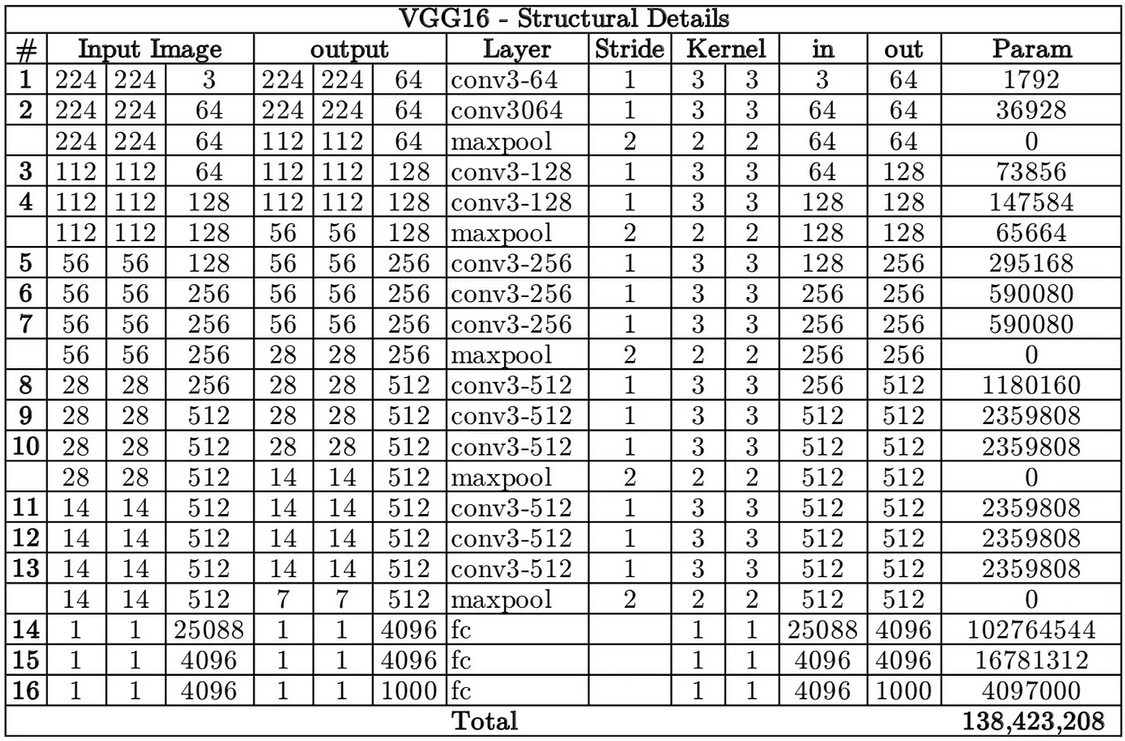 VGG16 - Structural Details
# Input Image output Layer Stride Kernel in out Param
1 224 224 3 224 224 64 conv3-64 1 3 3 3 64 1792
2 224 224 64 224 224 64 conv3064 1 3 3 64 64 36928
224 224 64 112 112 64 maxpool 2 2 2 64 64 0
3 112 112 64 112 112 128 conv3-128 1 3 3 64 128 73856
4 112 112 128 112 112 128 conv3-128 1 3 3 128 128 147584
112 112 128 56 56 128 maxpool 2 2 2 128 128 65664
5 56 56 128 56 56 256 conv3-256 1 3 3 128 256 295168
6 56 56 256 56 56 256 conv3-256 1 3 3 256 256 590080
7 56 56 256 56 56 256 conv3-256 1 3 3 256 256 590080
56 56 256 28 28 256 maxpool 2 2 2 256 256 0
8 28 28 256 28 28 512 conv3-512 1 3 3 256 512 1180160
9 28 28 512 28 28 512 conv3-512 1 3 3 512 512 2359808
10 28 28 512 28 28 512 conv3-512 1 3 3 512 512 2359808
28 28 512 14 14 512 maxpool 2 2 2 512 512 0
11 14 14 512 14 14 512 conv3-512 1 3 3 512 512 2359808
12 14 14 512 14 14 512 conv3-512 1 3 3 512 512 2359808
13 14 14 512 14 14 512 conv3-512 1 3 3 512 512 2359808
14 14 512 7 7 512 maxpool 2 2 2 512 512 0
14 1 1 25088 1 1 4096 fc 1 1 25088 4096 102764544
15 1 1 4096 1 1 4096 fc 1 1 4096 4096 16781312
16 1 1 4096 1 1 1000 fc 1 1 4096 1000 4097000
Total 138,423,208